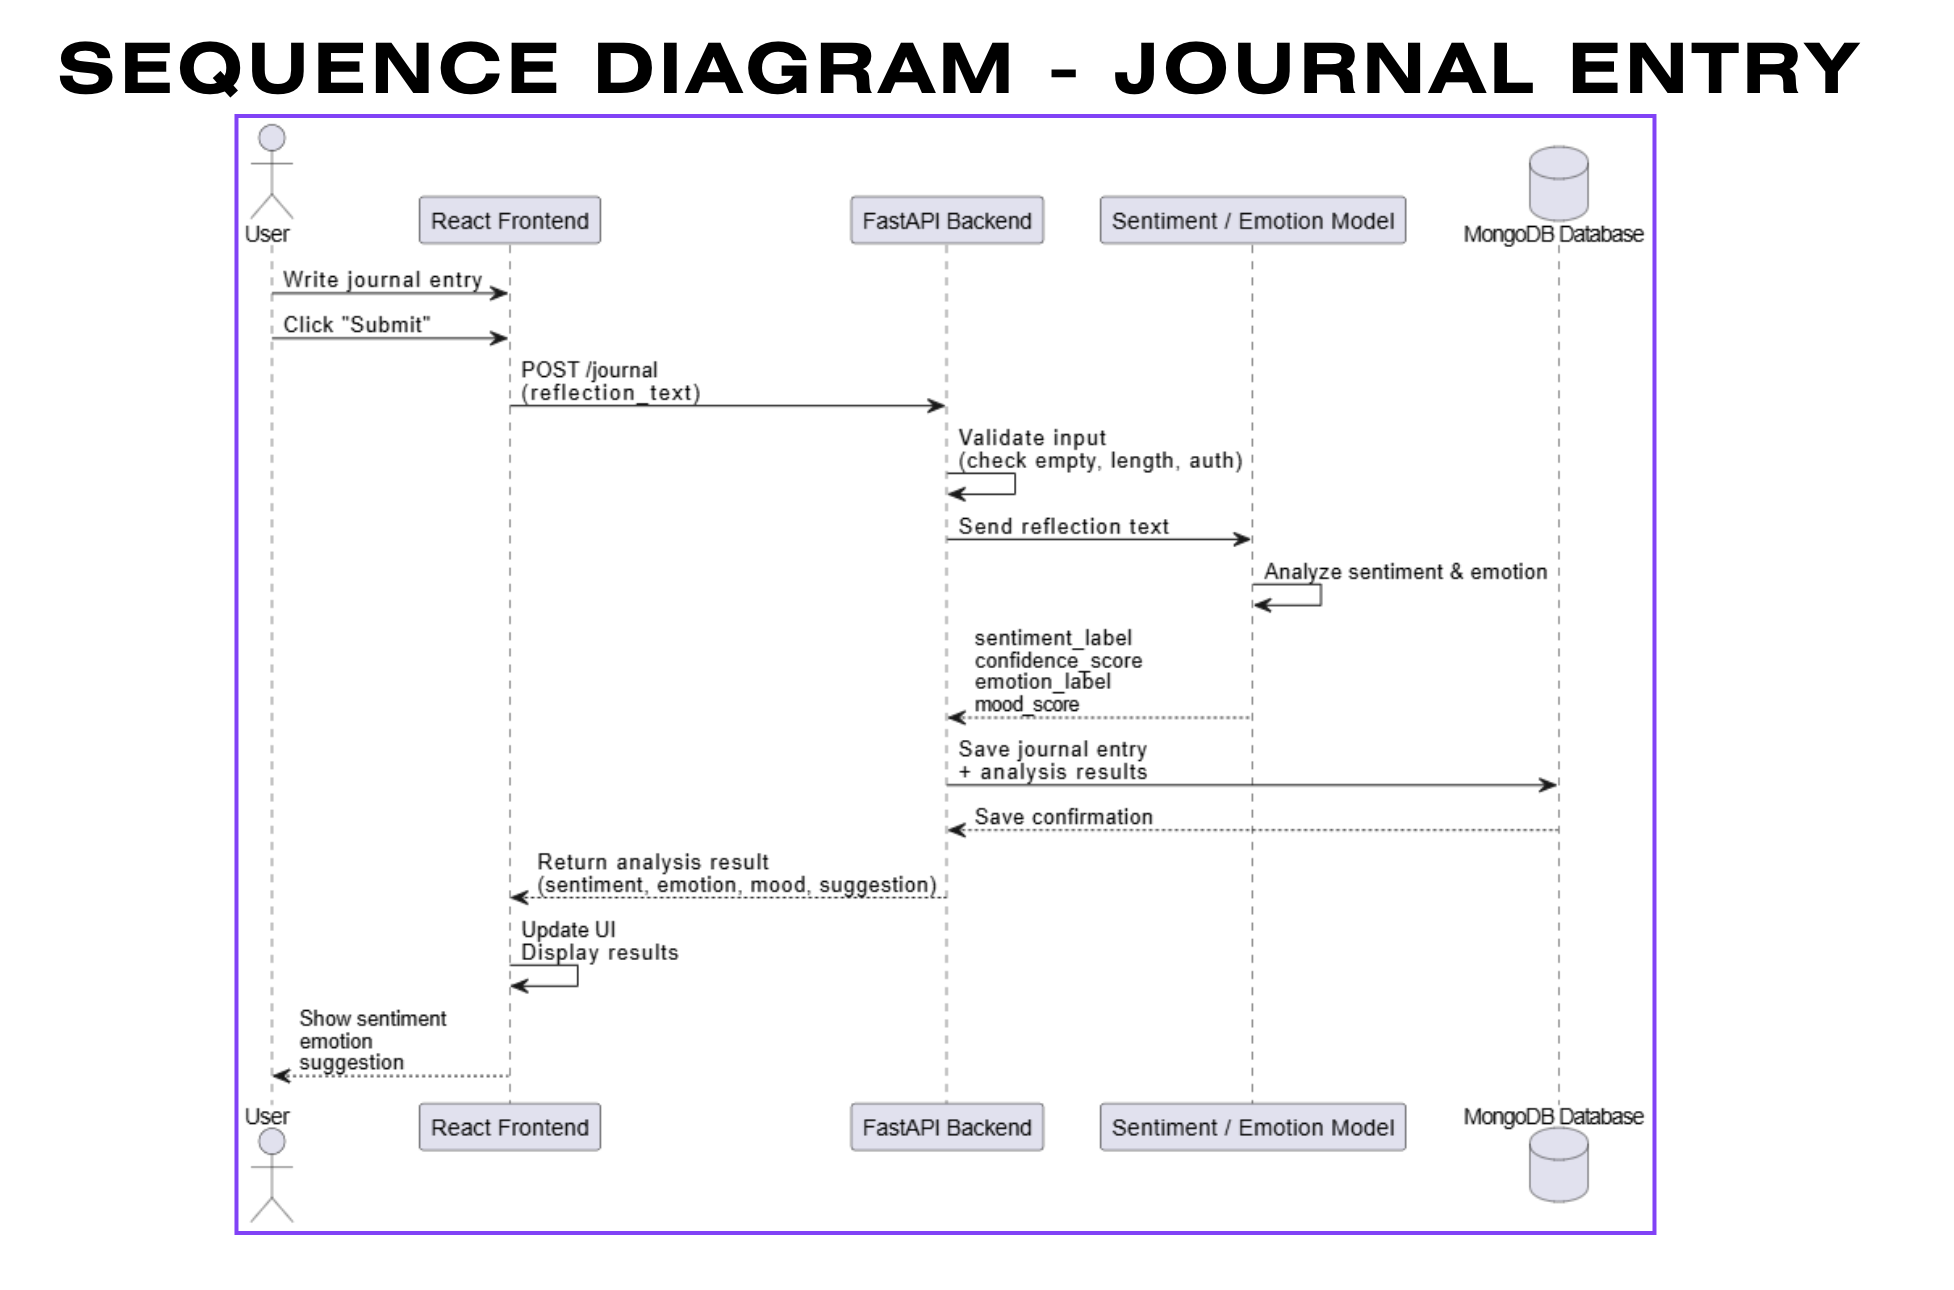 SEQUENCE DIAGRAM - JOURNAL ENTRY
User
React Frontend
FastAPI Backend
Sentiment / Emotion Model
MongoDB Database
Write journal entry
Click "Submit"
POST /journal
(reflection_text)
Validate input
(check empty, length, auth)
Send reflection text
Analyze sentiment & emotion
sentiment_label
confidence_score
emotion_label
mood_score
Save journal entry
+ analysis results
Save confirmation
Return analysis result
(sentiment, emotion, mood, suggestion)
Update UI
Display results
Show sentiment
emotion
suggestion
User
React Frontend
FastAPI Backend
Sentiment / Emotion Model
MongoDB Database